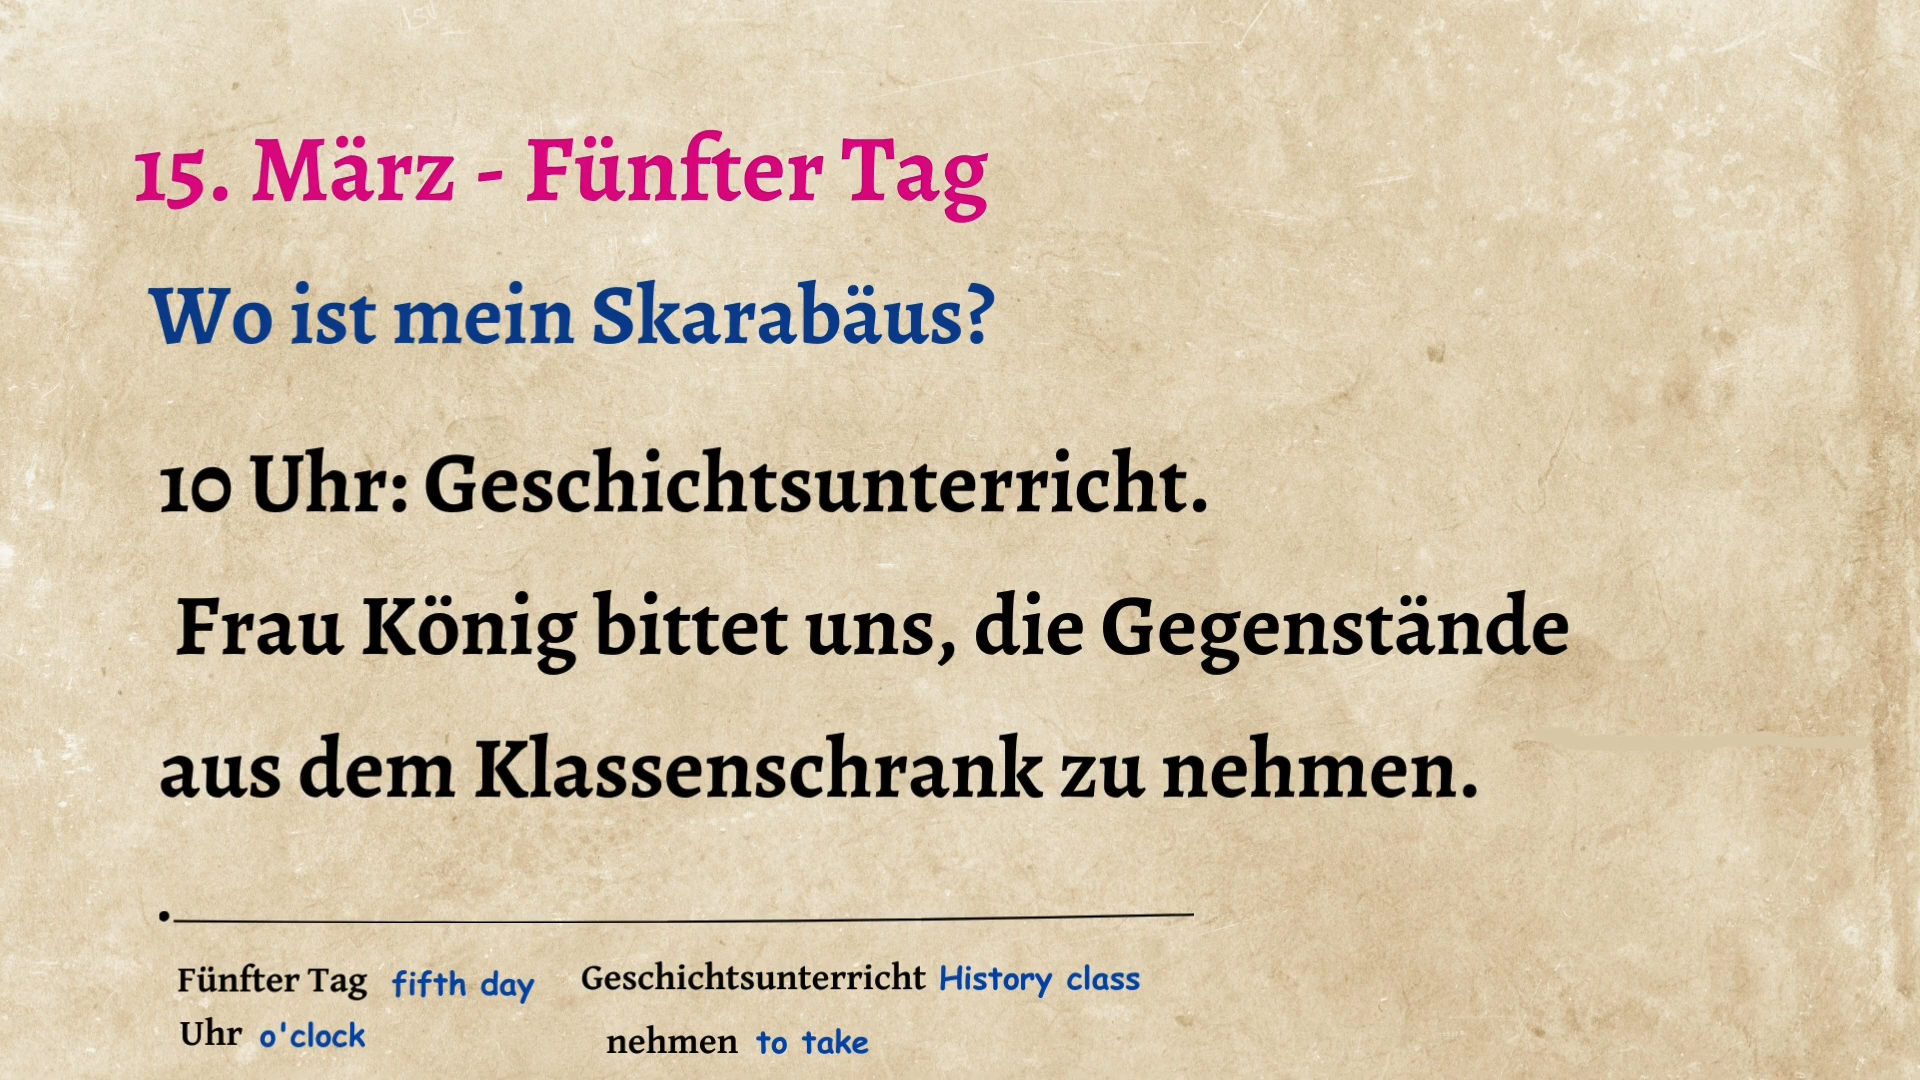 15. März - Fünfter Tag
Wo ist mein Skarabäus?
10 Uhr: Geschichtsunterricht.
Frau König bittet uns, die Gegenstände
aus dem Klassenschrank zu nehmen.
Fünfter Tag fifth day Geschichtsunterricht History class
Uhr o'clock nehmen to take